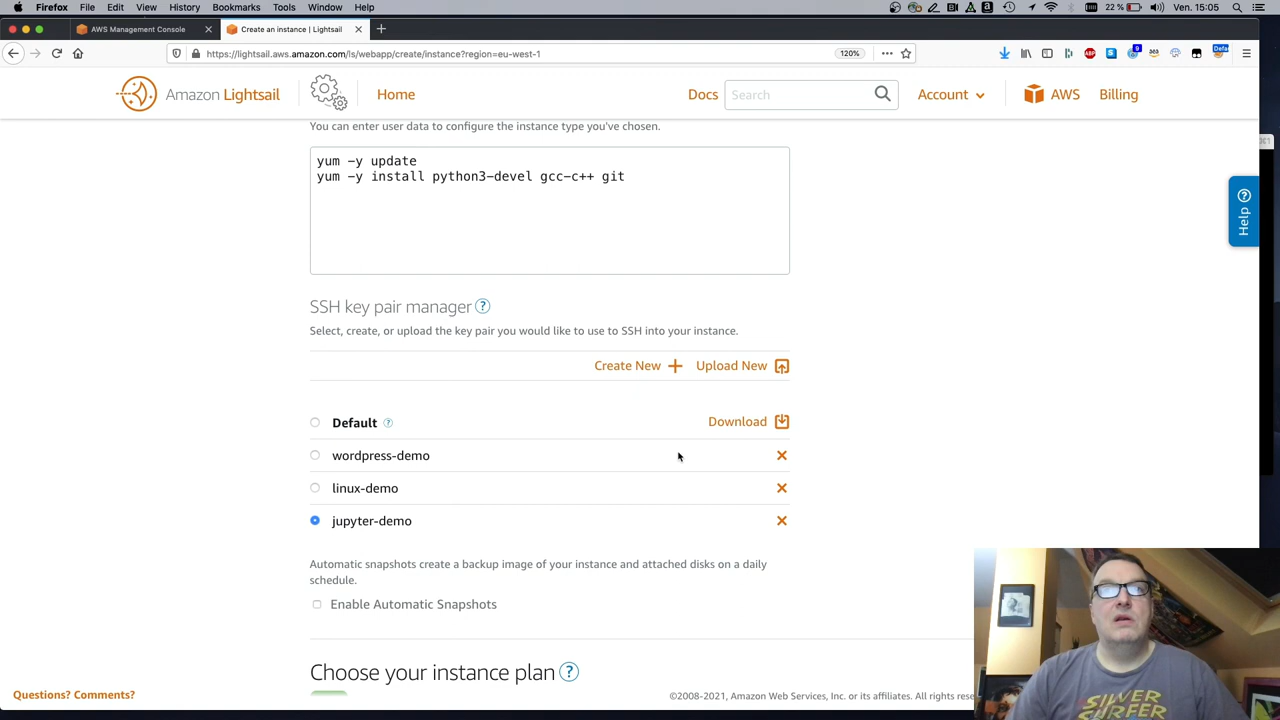 Firefox File Edit View History Bookmarks Tools Window Help 22 % Ven. 15:05
AWS Management Console Create an instance | Lightsail
https://lightsail.aws.amazon.com/ls/webapp/create/instance?region=eu-west-1 120%
Amazon Lightsail Home Docs Search Account AWS Billing
You can enter user data to configure the instance type you've chosen.
yum -y update
yum -y install python3-devel gcc-c++ git
Help
SSH key pair manager
Select, create, or upload the key pair you would like to use to SSH into your instance.
Create New Upload New
Default Download
wordpress-demo
linux-demo
jupyter-demo
Automatic snapshots create a backup image of your instance and attached disks on a daily
schedule.
Enable Automatic Snapshots
Choose your instance plan
Questions? Comments? ©2008-2021, Amazon Web Services, Inc. or its affiliates. All rights rese
SILVER
SURFER